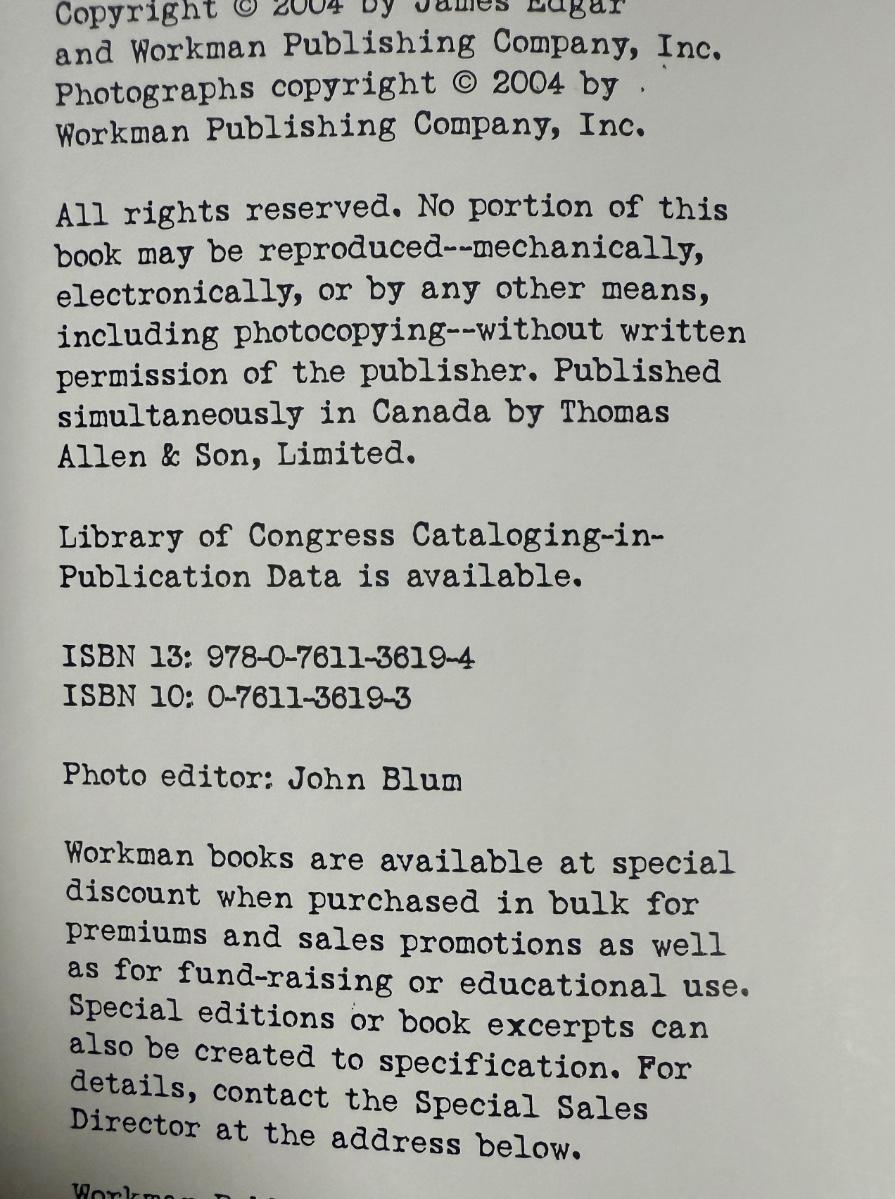 Copyright © 2004 by James Edgar
and Workman Publishing Company, Inc.
Photographs copyright © 2004 by
Workman Publishing Company, Inc.
All rights reserved. No portion of this
book may be reproduced--mechanically,
electronically, or by any other means,
including photocopying--without written
permission of the publisher. Published
simultaneously in Canada by Thomas
Allen & Son, Limited.
Library of Congress Cataloging-in-
Publication Data is available.
ISBN 13: 978-0-7611-3619-4
ISBN 10: 0-7611-3619-3
Photo editor: John Blum
Workman books are available at special
discount when purchased in bulk for
premiums and sales promotions as well
as for fund-raising or educational use.
Special editions or book excerpts can
also be created to specification. For
details, contact the Special Sales
Director at the address below.
Workman